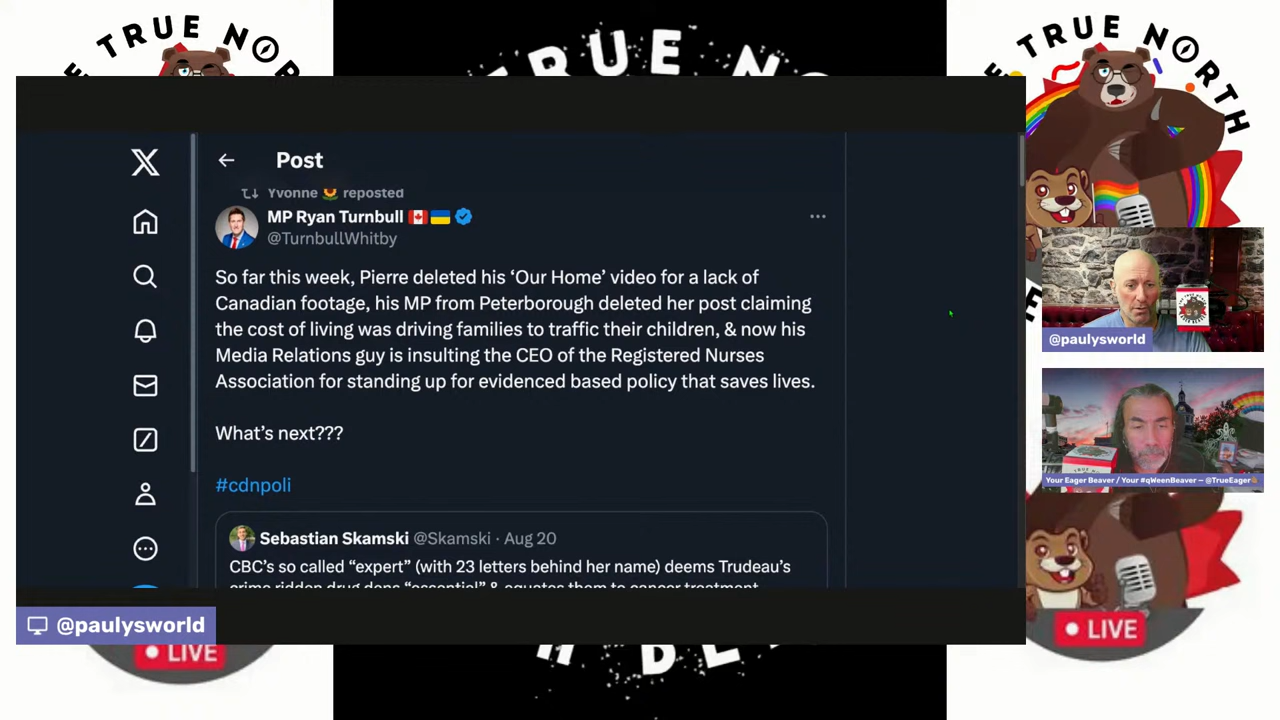 TRUE NO
TRUE NO
TRUE NORTH
X
Post
Yvonne 🌻 reposted
MP Ryan Turnbull 🇨🇦🇺🇦
@TurnbullWhitby
So far this week, Pierre deleted his ‘Our Home’ video for a lack of
Canadian footage, his MP from Peterborough deleted her post claiming
the cost of living was driving families to traffic their children, & now his
Media Relations guy is insulting the CEO of the Registered Nurses
Association for standing up for evidenced based policy that saves lives.
What’s next???
#cdnpoli
Sebastian Skamski @Skamski · Aug 20
CBC’s so called “expert” (with 23 letters behind her name) deems Trudeau’s
crime ridden drug dens “essential” & equates them to cancer treatment
@paulysworld
Your Eager Beaver / Your #qWeenBeaver – @TrueEager
@paulysworld
LIVE
LIVE